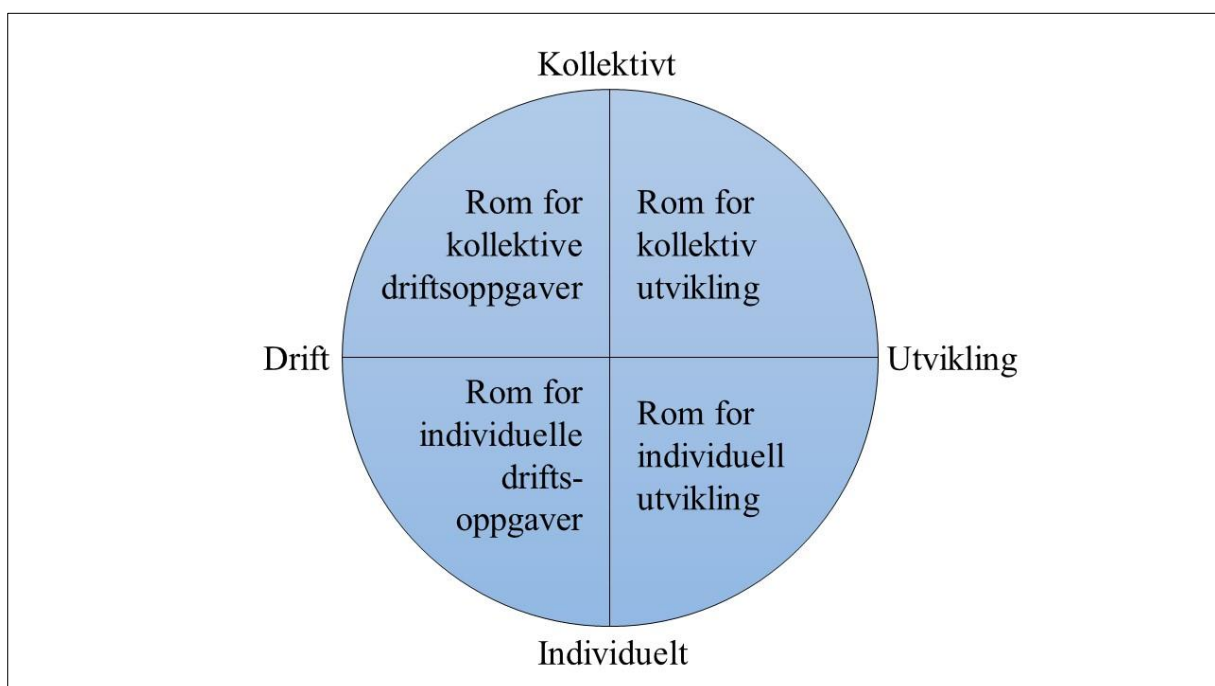 Kollektivt
Rom for
kollektive
driftsoppgaver
Rom for
kollektiv
utvikling
Drift
Utvikling
Rom for
individuelle
drifts-
oppgaver
Rom for
individuell
utvikling
Individuelt